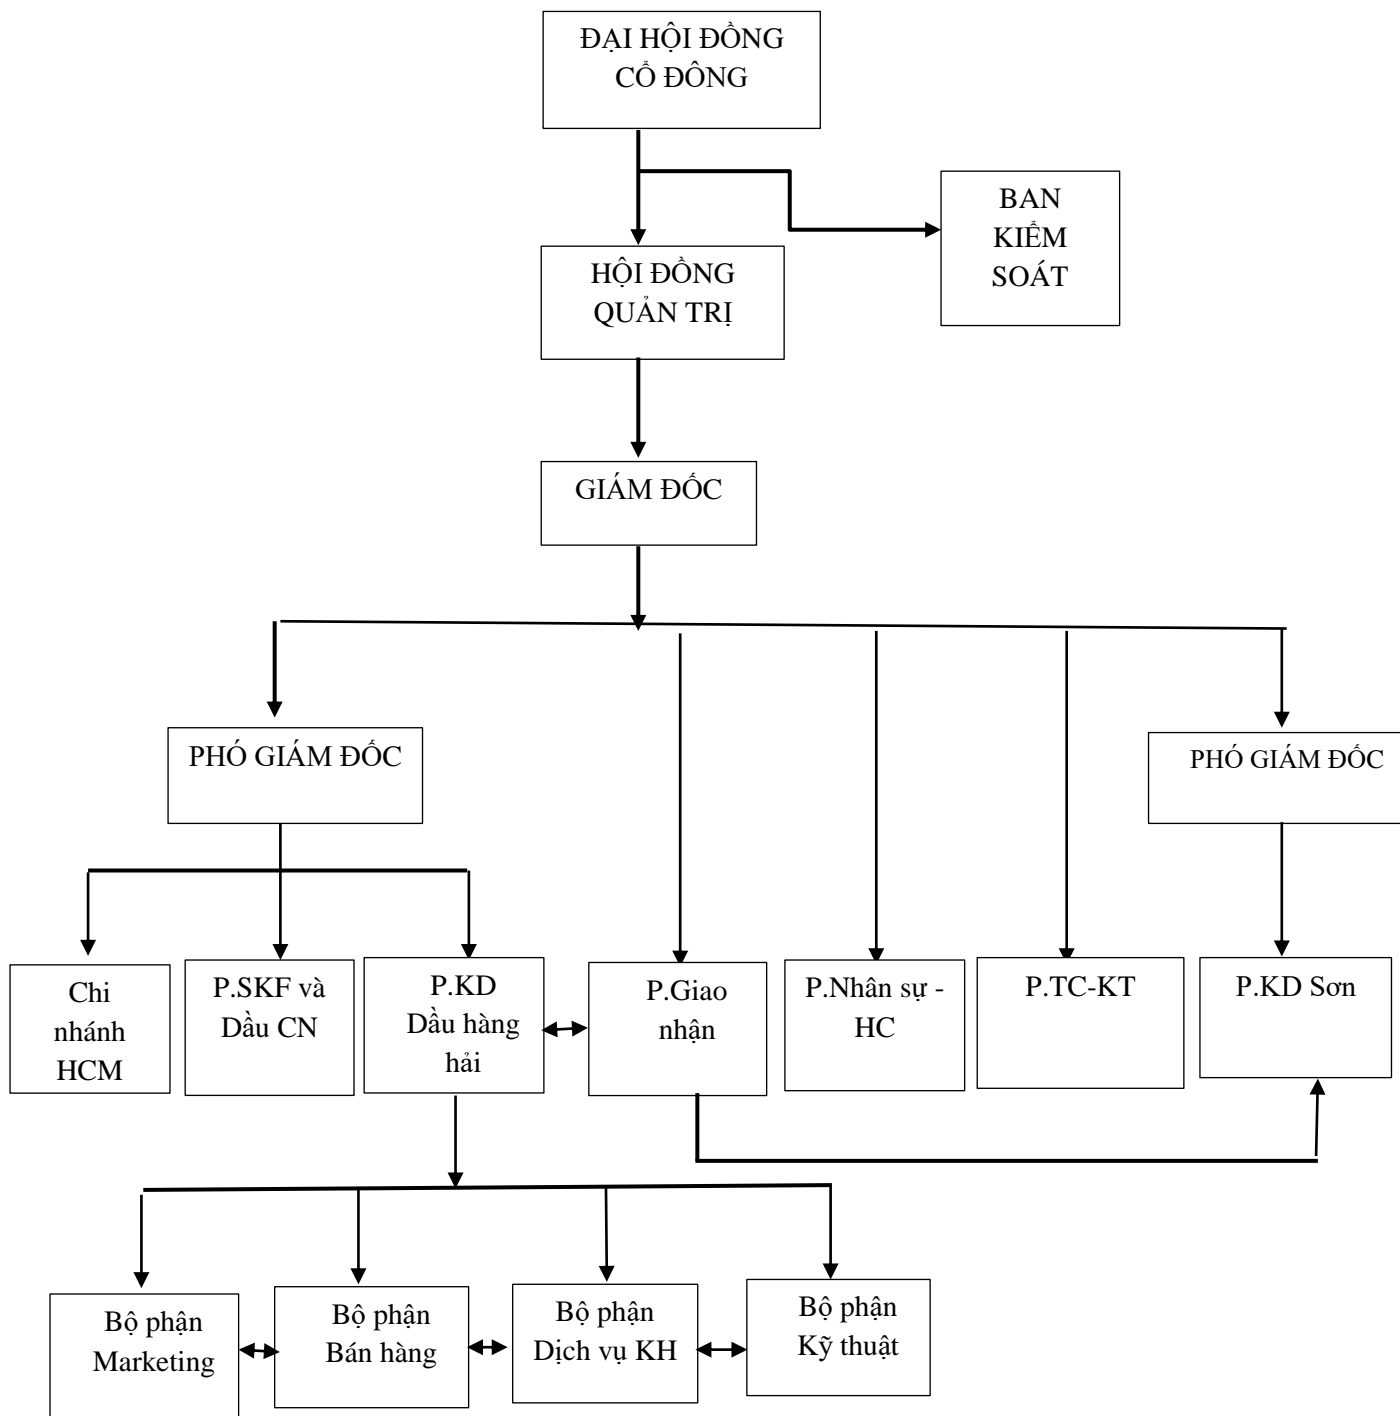 ĐẠI HỘI ĐỒNG
CỔ ĐÔNG
BAN
KIỂM
SOÁT
HỘI ĐỒNG
QUẢN TRỊ
GIÁM ĐỐC
PHÓ GIÁM ĐỐC
PHÓ GIÁM ĐỐC
Chi
nhánh
HCM
P.SKF và
Dầu CN
P.KD
Dầu hàng
hải
P.Giao
nhận
P.Nhân sự -
HC
P.TC-KT
P.KD Sơn
Bộ phận
Marketing
Bộ phận
Bán hàng
Bộ phận
Dịch vụ KH
Bộ phận
Kỹ thuật